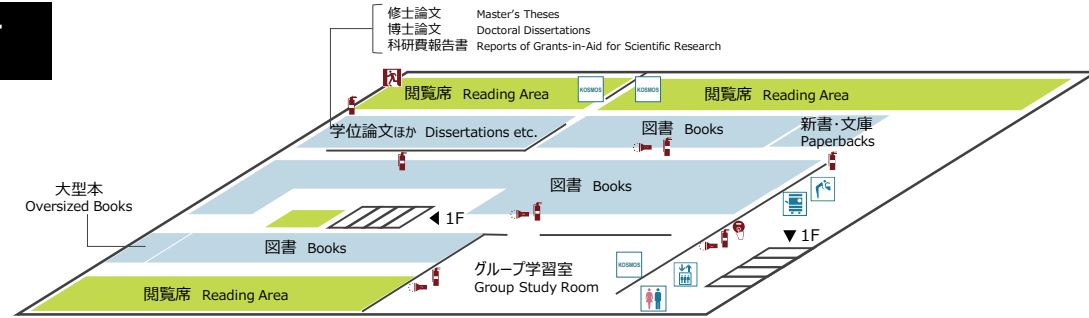 修士論文 Master's Theses
博士論文 Doctoral Dissertations
科研費報告書 Reports of Grants-in-Aid for Scientific Research
閲覧席 Reading Area
KOSMOS
KOSMOS
閲覧席 Reading Area
学位論文ほか Dissertations etc.
図書 Books
新書・文庫
Paperbacks
大型本
Oversized Books
図書 Books
◀ 1F
▼ 1F
図書 Books
グループ学習室
Group Study Room
KOSMOS
閲覧席 Reading Area